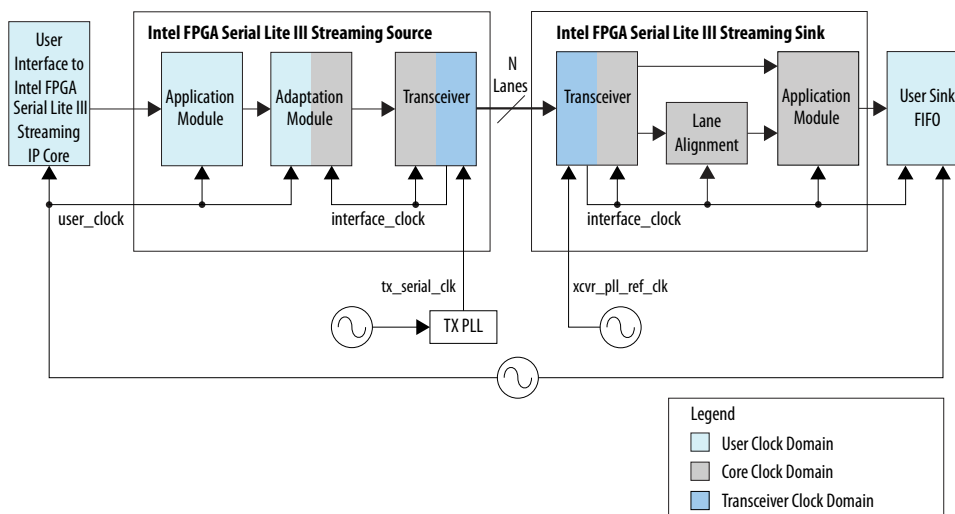 Intel FPGA Serial Lite III Streaming Source
Intel FPGA Serial Lite III Streaming Sink
User
Interface to
Intel FPGA
Serial Lite III
Streaming
IP Core
Application
Module
Adaptation
Module
Transceiver
N
Lanes
Transceiver
Lane
Alignment
Application
Module
User Sink
FIFO
user_clock
interface_clock
interface_clock
tx_serial_clk
xcvr_pll_ref_clk
TX PLL
Legend
User Clock Domain
Core Clock Domain
Transceiver Clock Domain